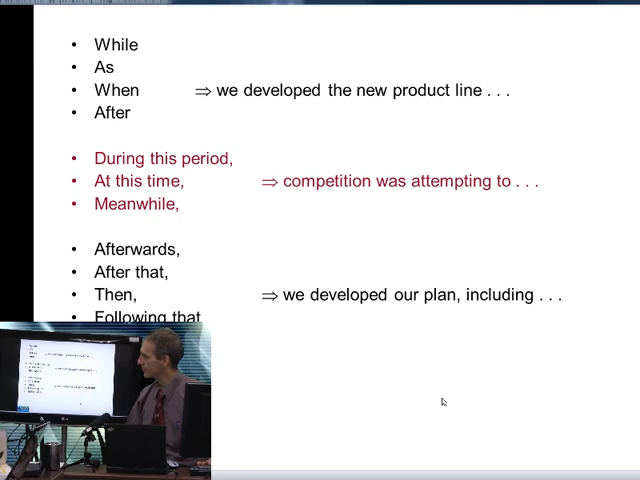 • While
• As
• When ⇒ we developed the new product line . . .
• After
• During this period,
• At this time, ⇒ competition was attempting to . . .
• Meanwhile,
• Afterwards,
• After that,
• Then, ⇒ we developed our plan, including . . .
• Following that